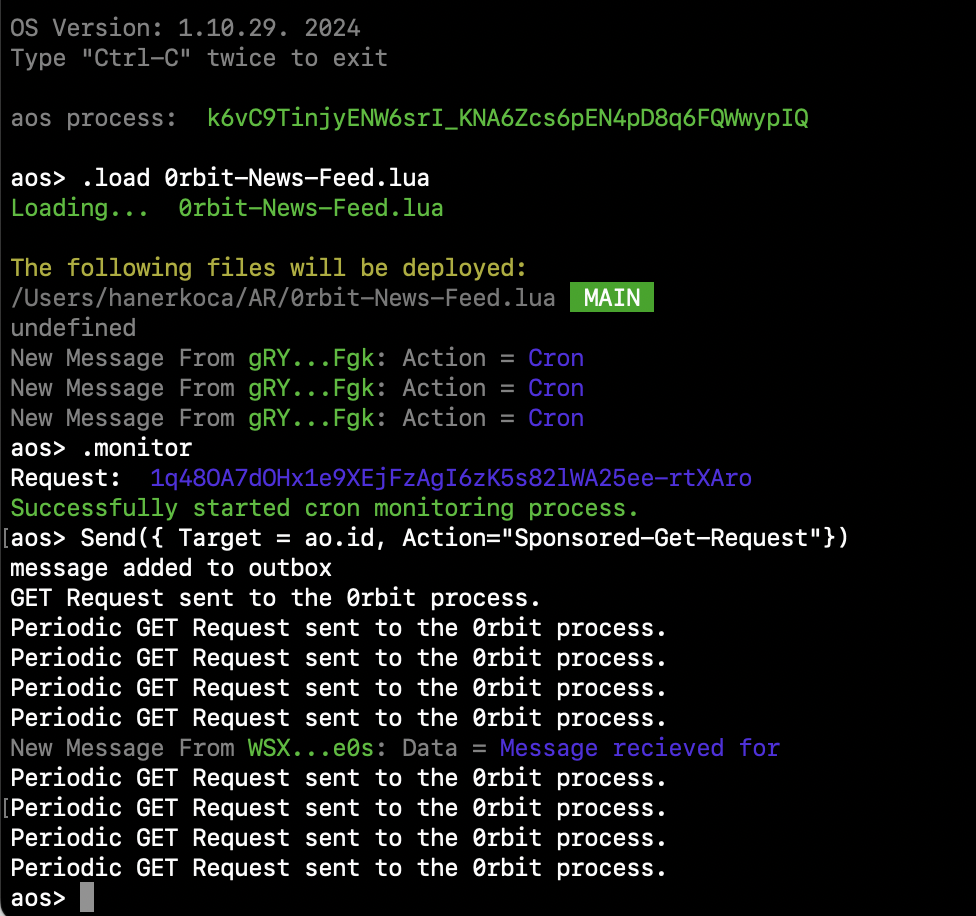 OS Version: 1.10.29. 2024
Type "Ctrl-C" twice to exit
aos process:  k6vC9TinjyENW6srI_KNA6Zcs6pEN4pD8q6FQWwypIQ
aos> .load 0rbit-News-Feed.lua
Loading...  0rbit-News-Feed.lua
The following files will be deployed:
/Users/hanerkoca/AR/0rbit-News-Feed.lua MAIN
undefined
New Message From gRY...Fgk: Action = Cron
New Message From gRY...Fgk: Action = Cron
New Message From gRY...Fgk: Action = Cron
aos> .monitor
Request:  1q48OA7dOHx1e9XEjFzAgI6zK5s82lWA25ee-rtXAro
Successfully started cron monitoring process.
[aos> Send({ Target = ao.id, Action="Sponsored-Get-Request"})
message added to outbox
GET Request sent to the 0rbit process.
Periodic GET Request sent to the 0rbit process.
Periodic GET Request sent to the 0rbit process.
Periodic GET Request sent to the 0rbit process.
Periodic GET Request sent to the 0rbit process.
New Message From WSX...e0s: Data = Message recieved for
Periodic GET Request sent to the 0rbit process.
[Periodic GET Request sent to the 0rbit process.
Periodic GET Request sent to the 0rbit process.
Periodic GET Request sent to the 0rbit process.
aos>